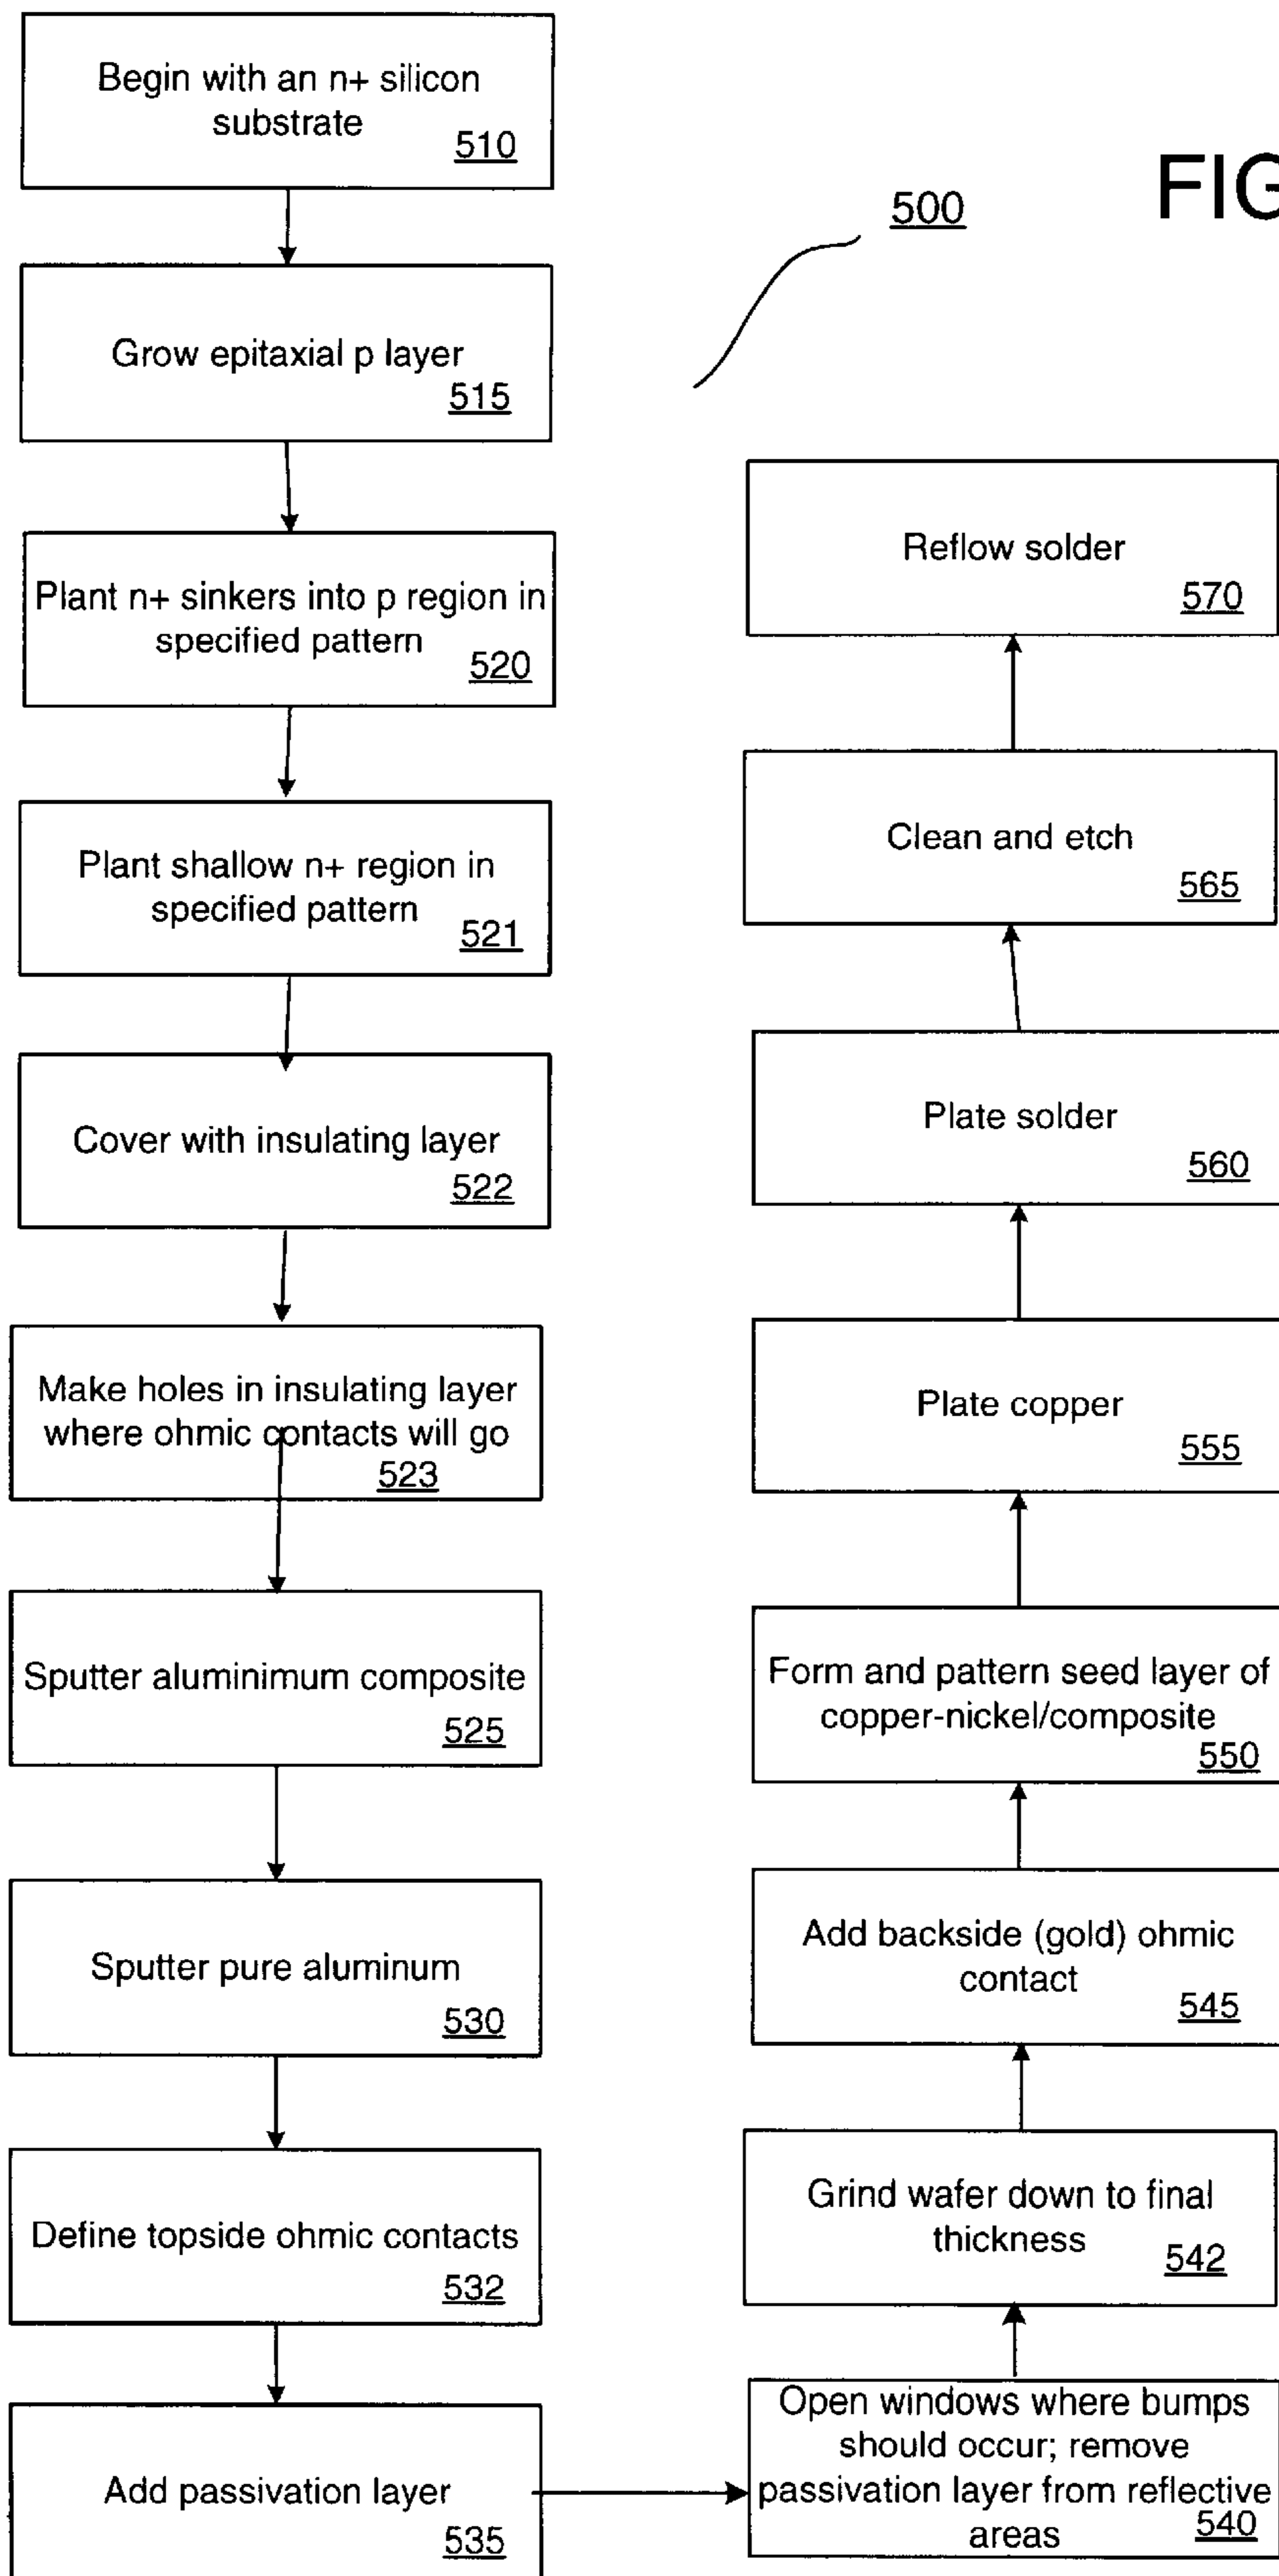 Begin with an n+ silicon
substrate
510
Grow epitaxial p layer
515
Plant n+ sinkers into p region in
specified pattern
520
Plant shallow n+ region in
specified pattern
521
Cover with insulating layer
522
Make holes in insulating layer
where ohmic contacts will go
523
Sputter aluminimum composite
525
Sputter pure aluminum
530
Define topside ohmic contacts
532
Add passivation layer
535
500
FIG
Reflow solder
570
Clean and etch
565
Plate solder
560
Plate copper
555
Form and pattern seed layer of
copper-nickel/composite
550
Add backside (gold) ohmic
contact
545
Grind wafer down to final
thickness
542
Open windows where bumps
should occur; remove
passivation layer from reflective
areas
540